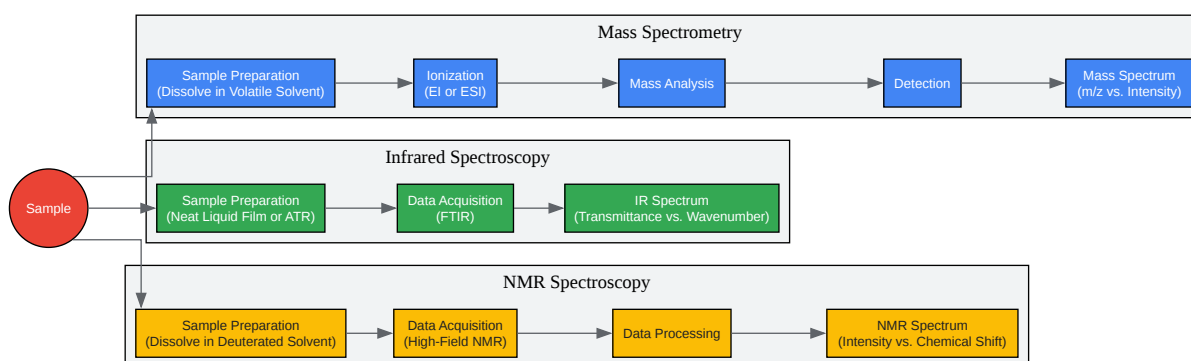 Mass Spectrometry
Sample Preparation
(Dissolve in Volatile Solvent)
Ionization
(EI or ESI)
Mass Analysis
Detection
Mass Spectrum
(m/z vs. Intensity)
Infrared Spectroscopy
Sample
Sample Preparation
(Neat Liquid Film or ATR)
Data Acquisition
(FTIR)
IR Spectrum
(Transmittance vs. Wavenumber)
NMR Spectroscopy
Sample Preparation
(Dissolve in Deuterated Solvent)
Data Acquisition
(High-Field NMR)
Data Processing
NMR Spectrum
(Intensity vs. Chemical Shift)